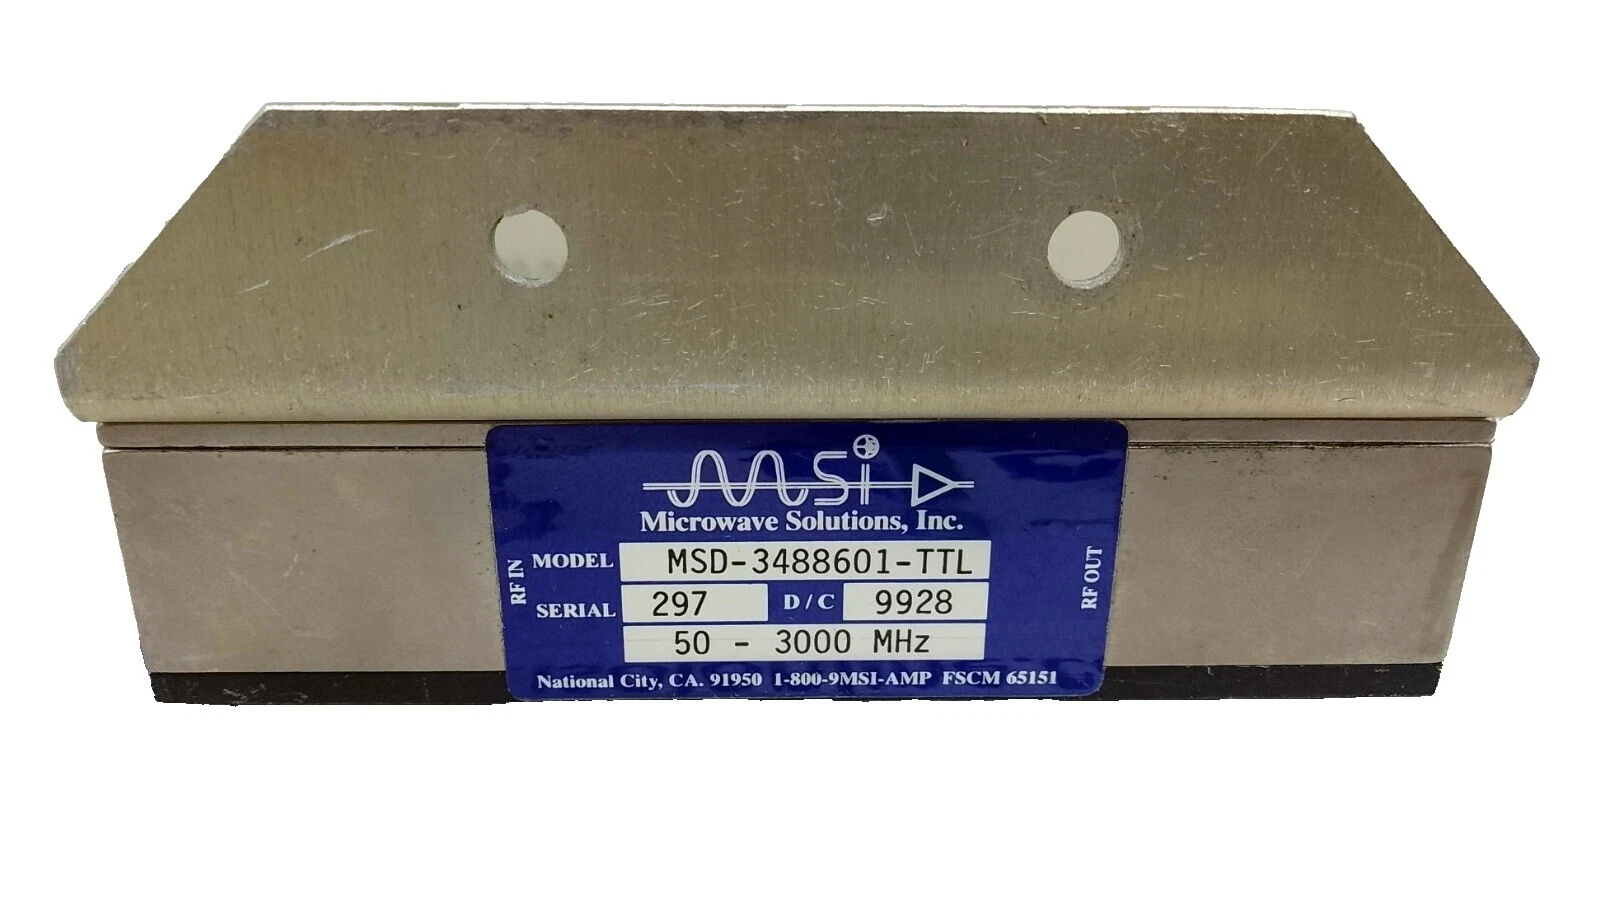 MSi
Microwave Solutions, Inc.
RF IN
MODEL MSD-3488601-TTL
SERIAL 297 D/C 9928
50 - 3000 MHz
RF OUT
National City, CA. 91950 1-800-9MSI-AMP FSCM 65151